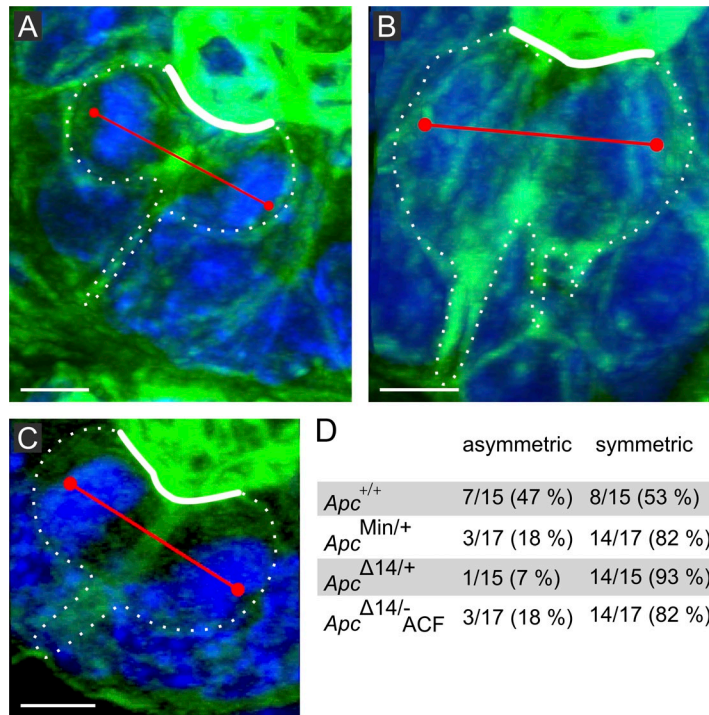 A
B
C
D
asymmetric symmetric
Apc+/+ 7/15 (47 %) 8/15 (53 %)
ApcMin/+ 3/17 (18 %) 14/17 (82 %)
ApcΔ14/+ 1/15 (7 %) 14/15 (93 %)
ApcΔ14/-ACF 3/17 (18 %) 14/17 (82 %)